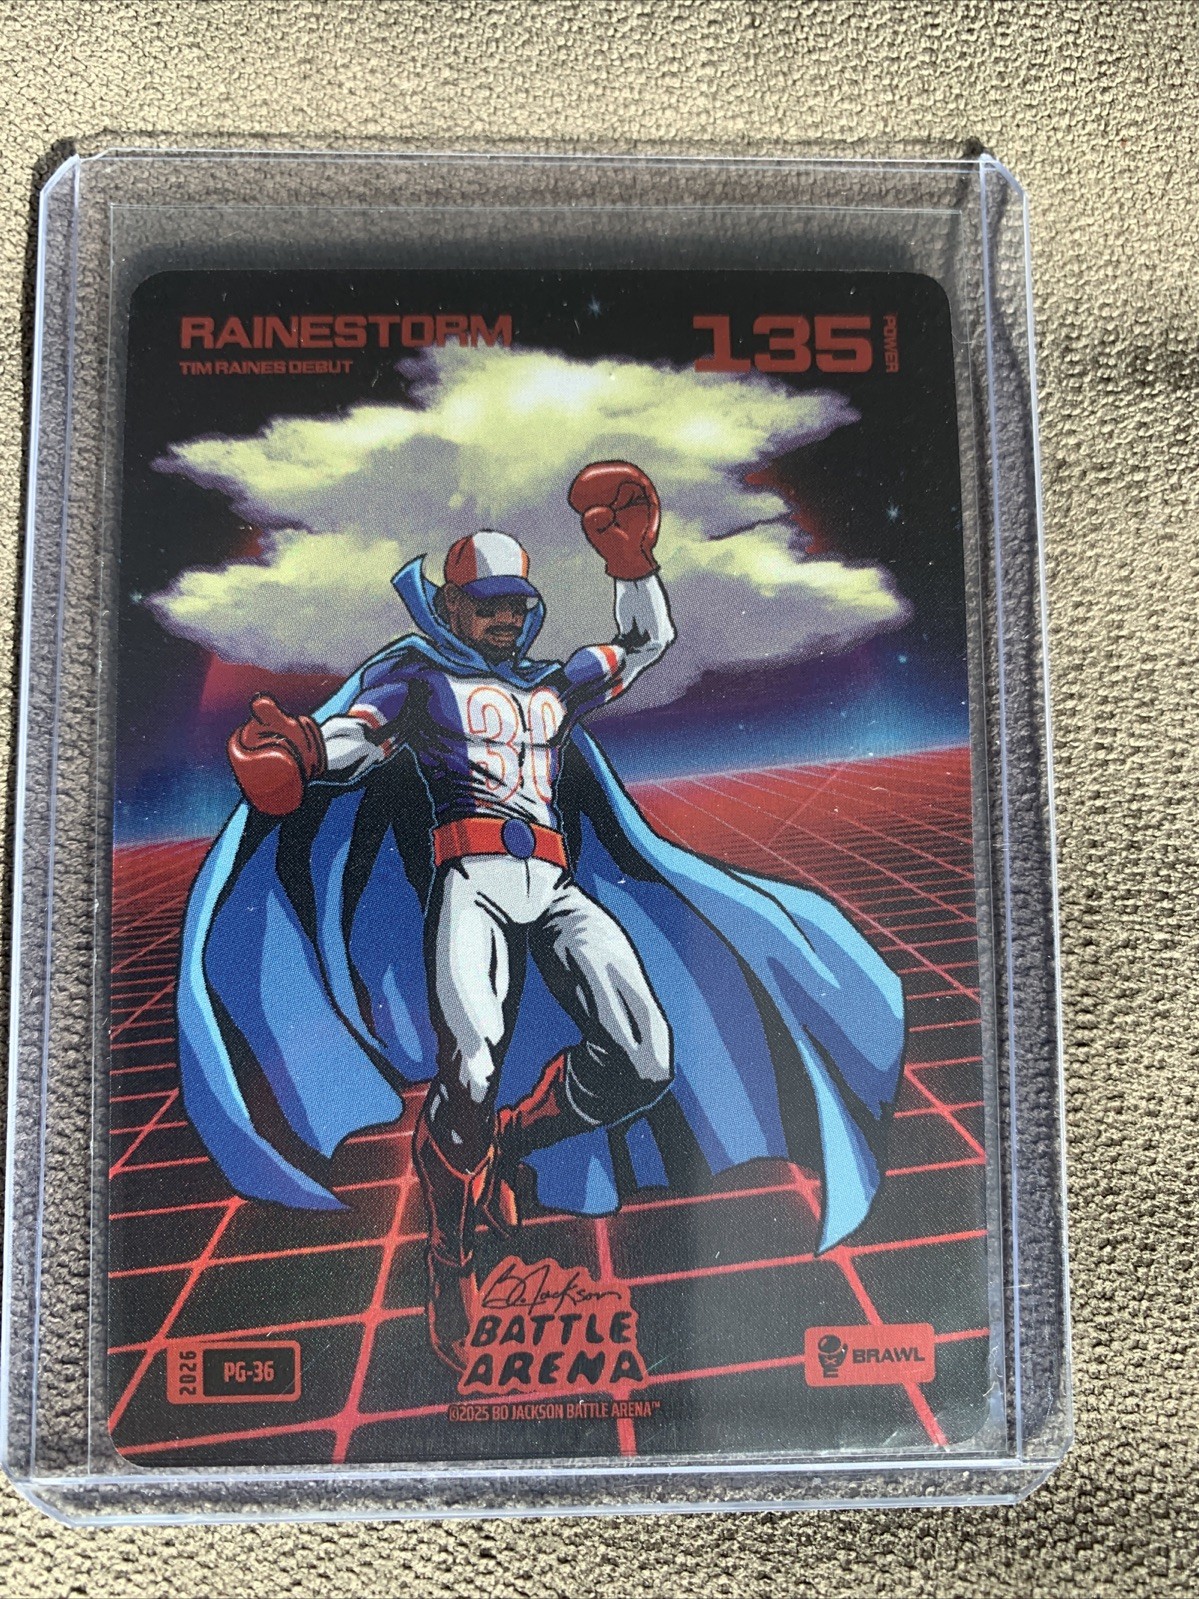 RAINESTORM
TIM RAINES DEBUT
135
POWER
30
Bo Jackson
BATTLE
ARENA
2026
PG-36
BRAWL
©2025 BO JACKSON BATTLE ARENA™